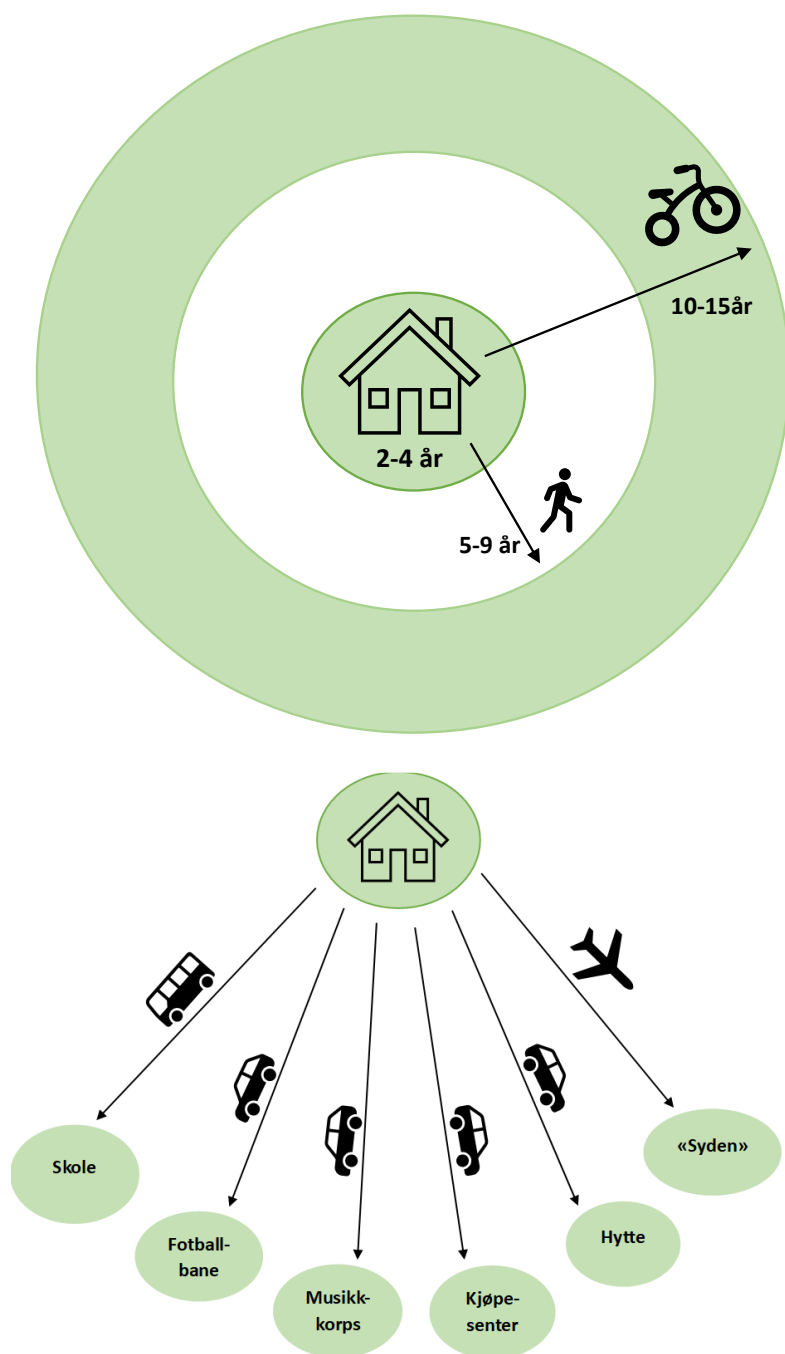 10-15år
2-4 år
5-9 år
«Syden»
Skole
Hytte
Fotball-
bane
Musikk-
korps
Kjøpe-
senter